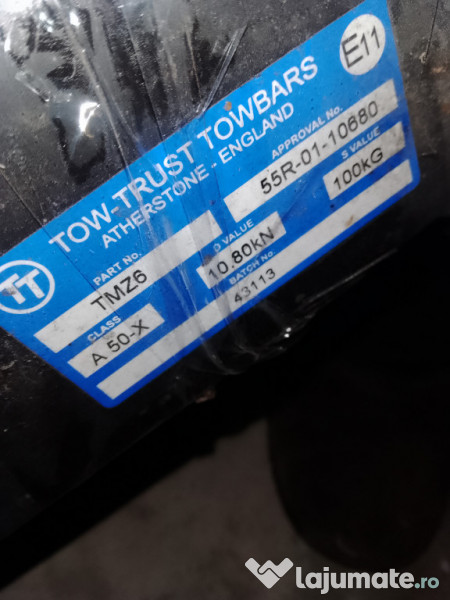 TT
TOW-TRUST TOWBARS
ATHERSTONE - ENGLAND
E11
PART No.
TMZ6
APPROVAL No.
55R-01-10680
CLASS
A 50-X
D VALUE
10.80kN
S VALUE
100kG
BATCH No
43113
lajumate.ro